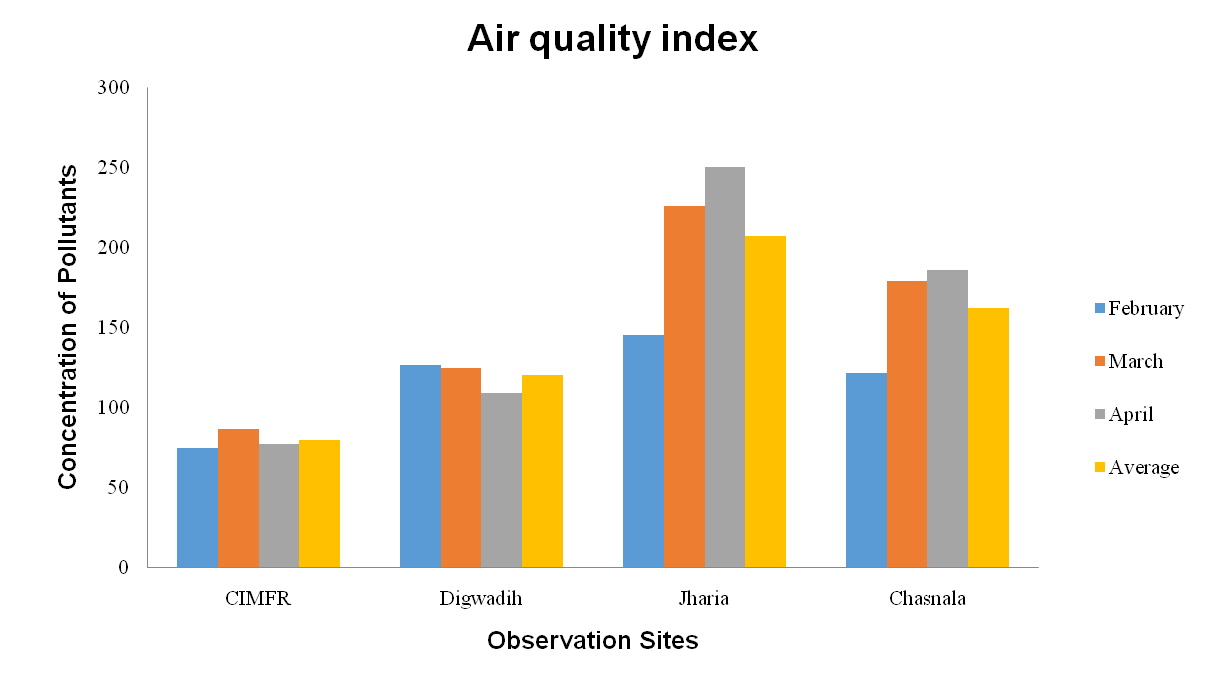 Air quality index
Concentration of Pollutants
300
250
200
150
100
50
0
CIMFR
Digwadih
Jharia
Chasnala
Observation Sites
February
March
April
Average